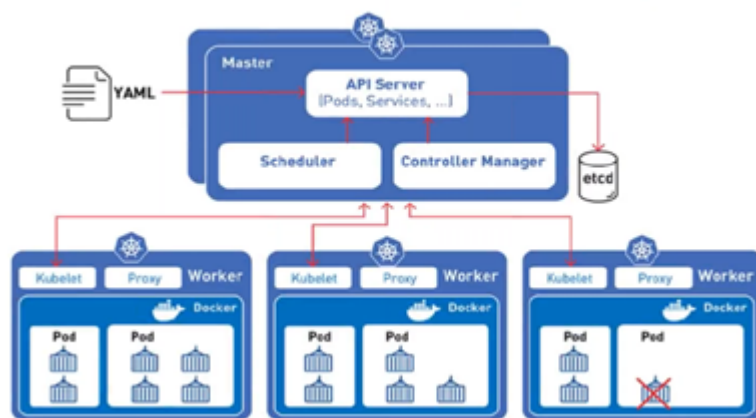 Master
YAML
API Server
(Pods, Services, ...)
Scheduler
Controller Manager
etcd
Kubelet
Proxy
Worker
Docker
Pod
Pod
Kubelet
Proxy
Worker
Docker
Pod
Pod
Kubelet
Proxy
Worker
Docker
Pod
Pod